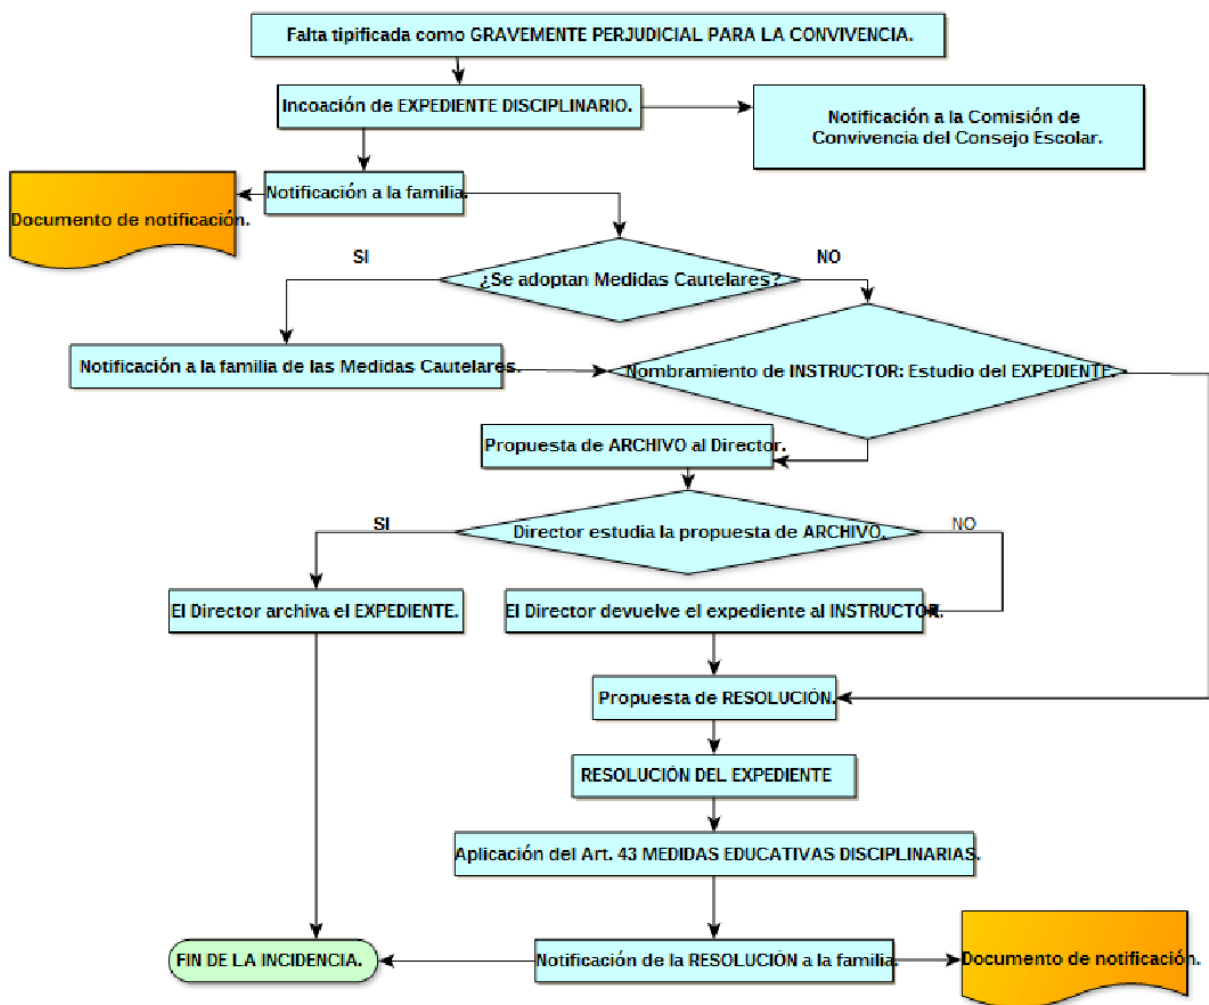 Falta tipificada como GRAVEMENTE PERJUDICIAL PARA LA CONVIVENCIA.
Incoación de EXPEDIENTE DISCIPLINARIO.
Notificación a la Comisión de
Convivencia del Consejo Escolar.
Notificación a la familia.
Documento de notificación.
SI
NO
¿Se adoptan Medidas Cautelares?
Notificación a la familia de las Medidas Cautelares.
Nombramiento de INSTRUCTOR: Estudio del EXPEDIENTE.
Propuesta de ARCHIVO al Director.
SI
NO
Director estudia la propuesta de ARCHIVO.
El Director archiva el EXPEDIENTE.
El Director devuelve el expediente al INSTRUCTOR.
Propuesta de RESOLUCIÓN.
RESOLUCIÓN DEL EXPEDIENTE
Aplicación del Art. 43 MEDIDAS EDUCATIVAS DISCIPLINARIAS.
FIN DE LA INCIDENCIA.
Notificación de la RESOLUCIÓN a la familia.
Documento de notificación.